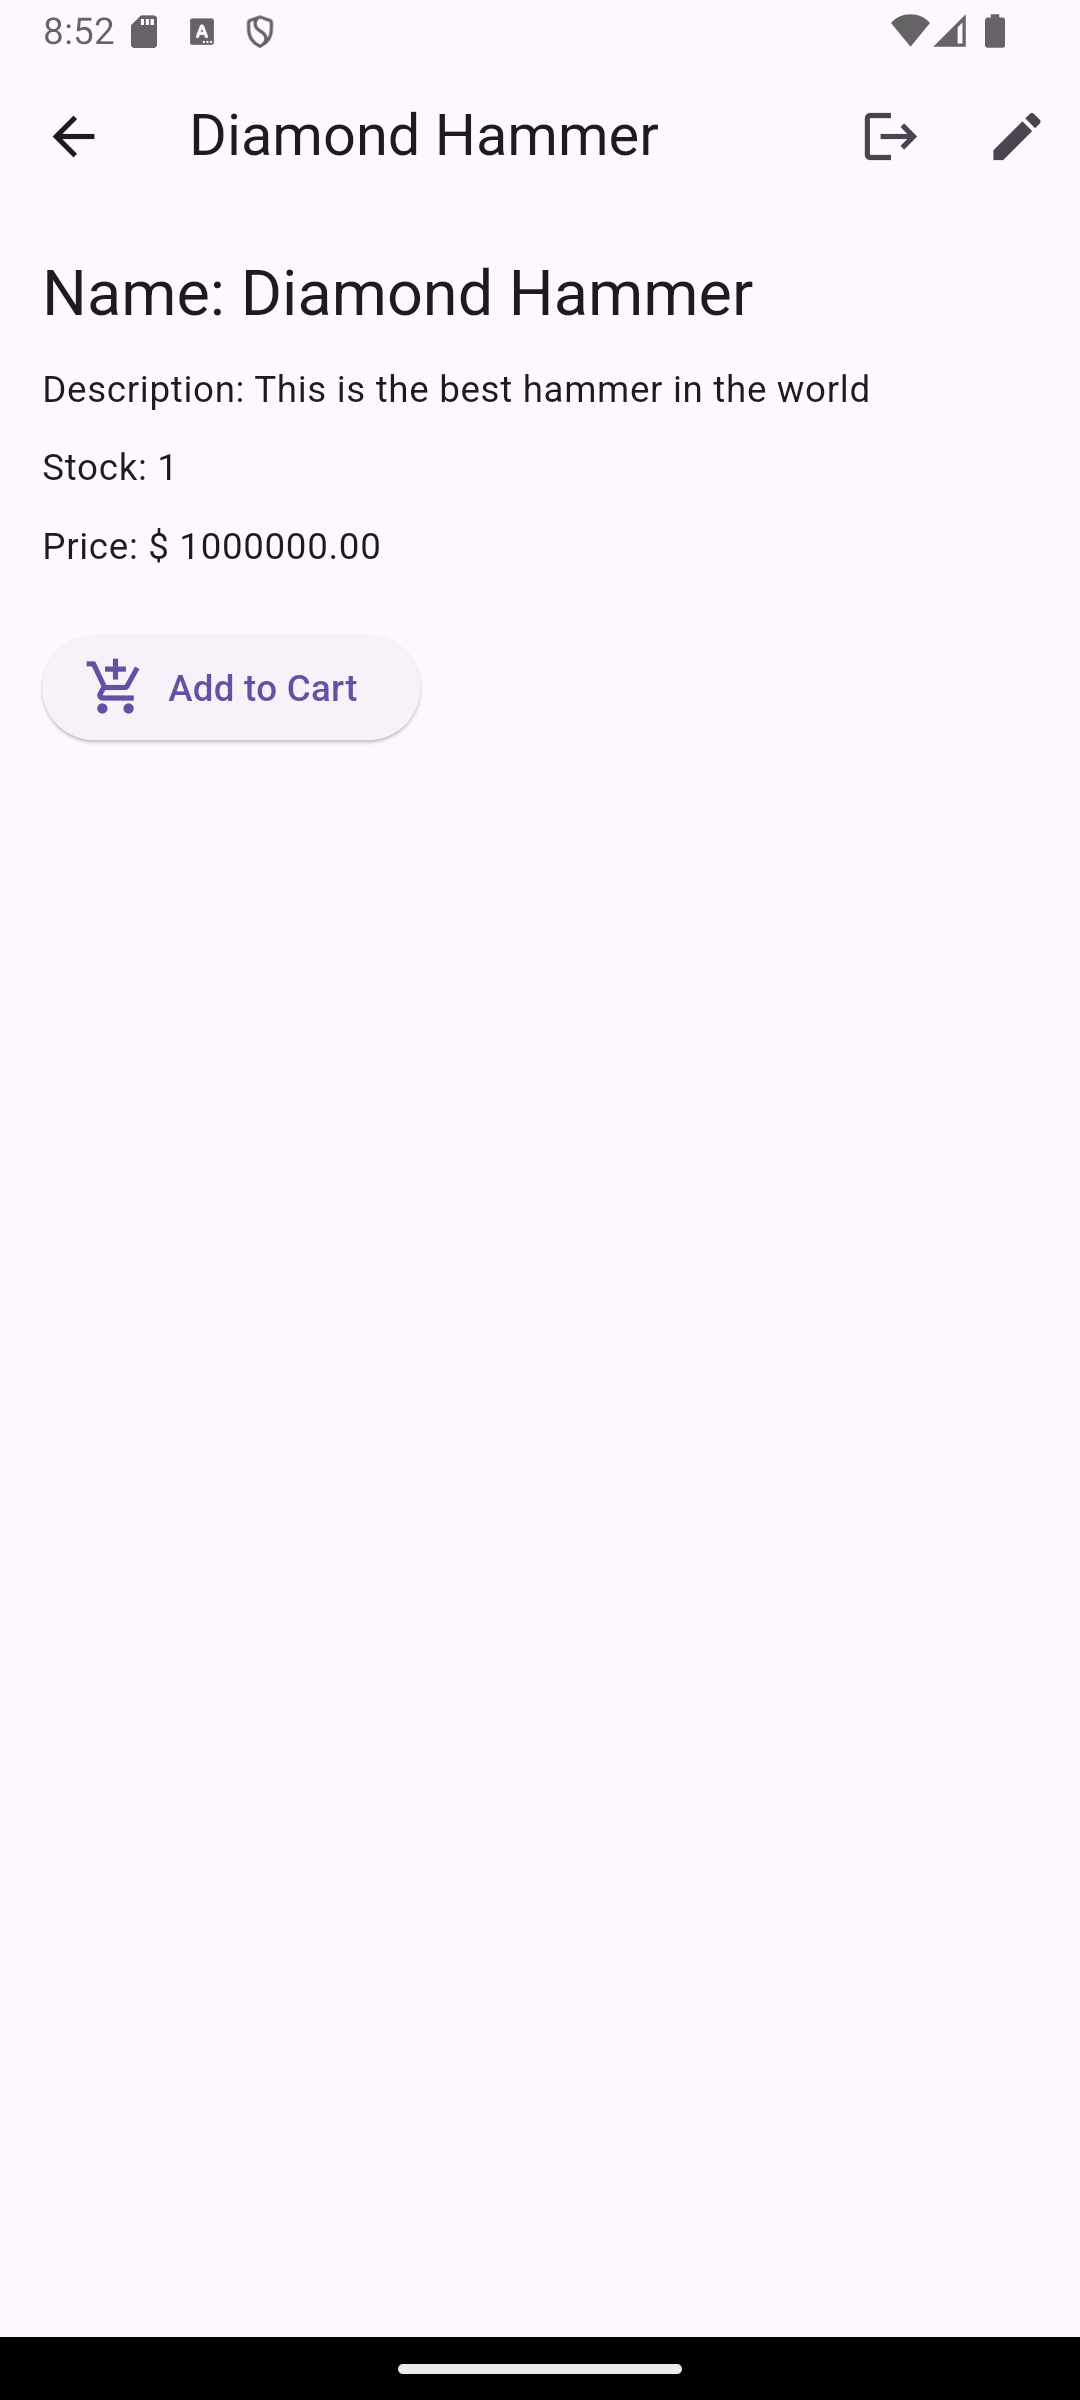 8:52
Diamond Hammer
Name: Diamond Hammer
Description: This is the best hammer in the world
Stock: 1
Price: $ 1000000.00
Add to Cart